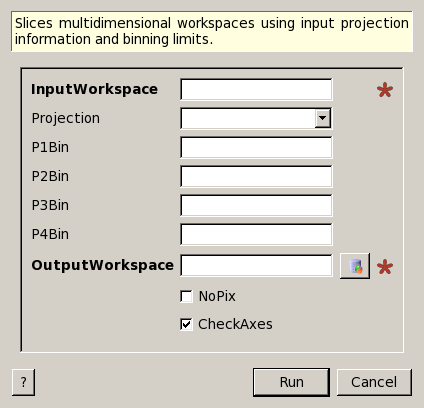 Slices multidimensional workspaces using input projection
information and binning limits.
InputWorkspace
Projection
P1Bin
P2Bin
P3Bin
P4Bin
OutputWorkspace
NoPix
CheckAxes
?
Run
Cancel